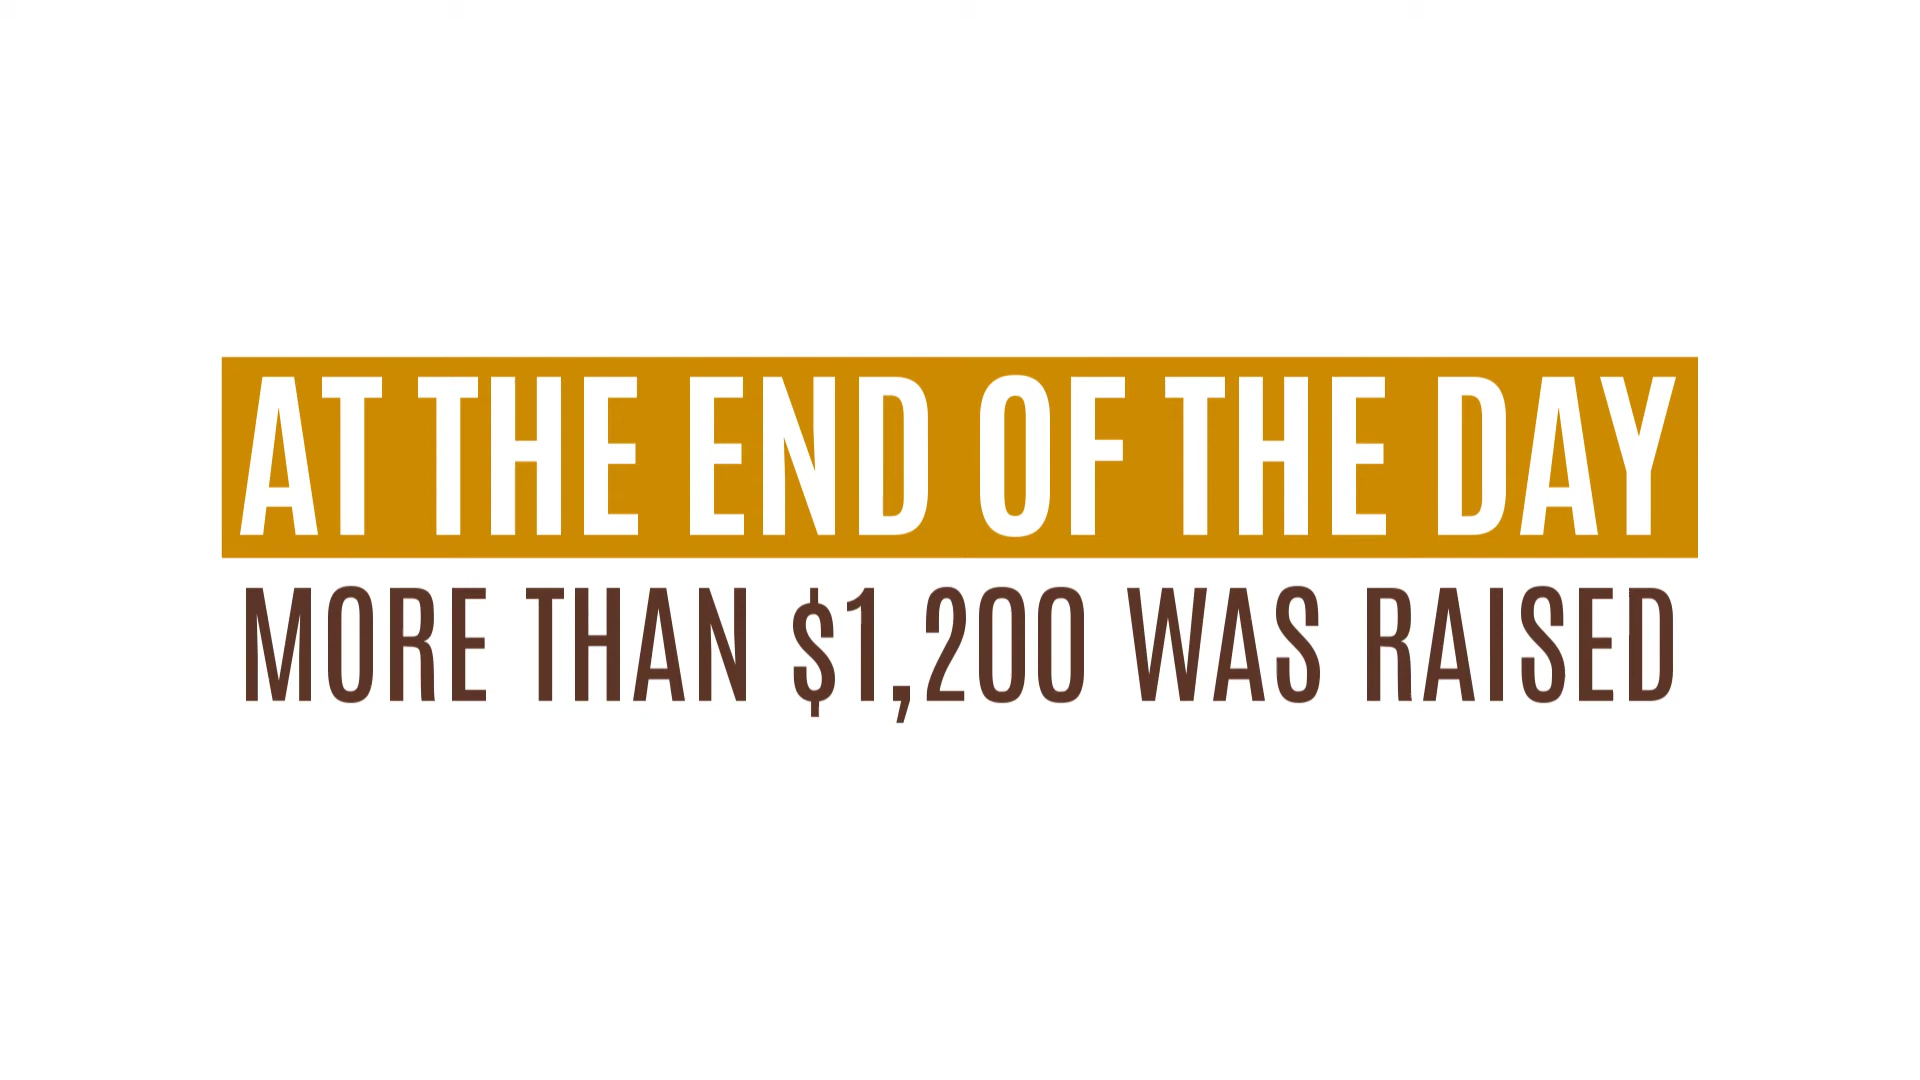 AT THE END OF THE DAY
MORE THAN $1,200 WAS RAISED